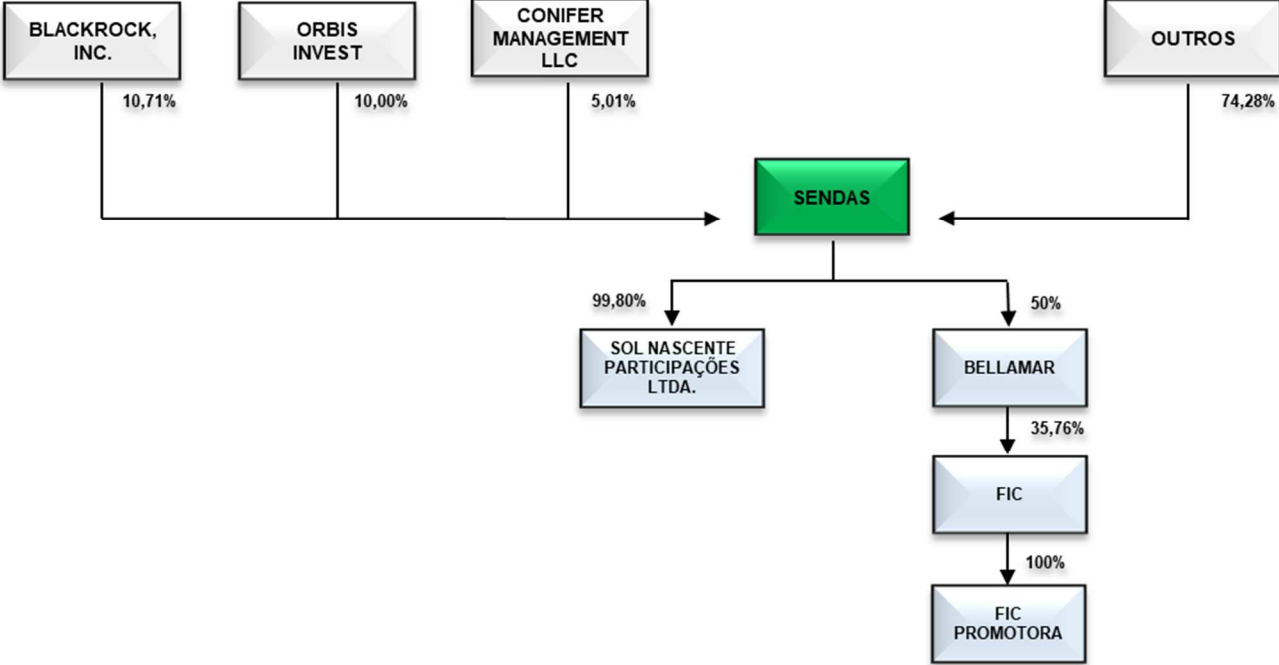 BLACKROCK,
INC.
ORBIS
INVEST
CONIFER
MANAGEMENT
LLC
OUTROS
10,71%
10,00%
5,01%
74,28%
SENDAS
99,80%
50%
SOL NASCENTE
PARTICIPAÇÕES
LTDA.
BELLAMAR
35,76%
FIC
100%
FIC
PROMOTORA